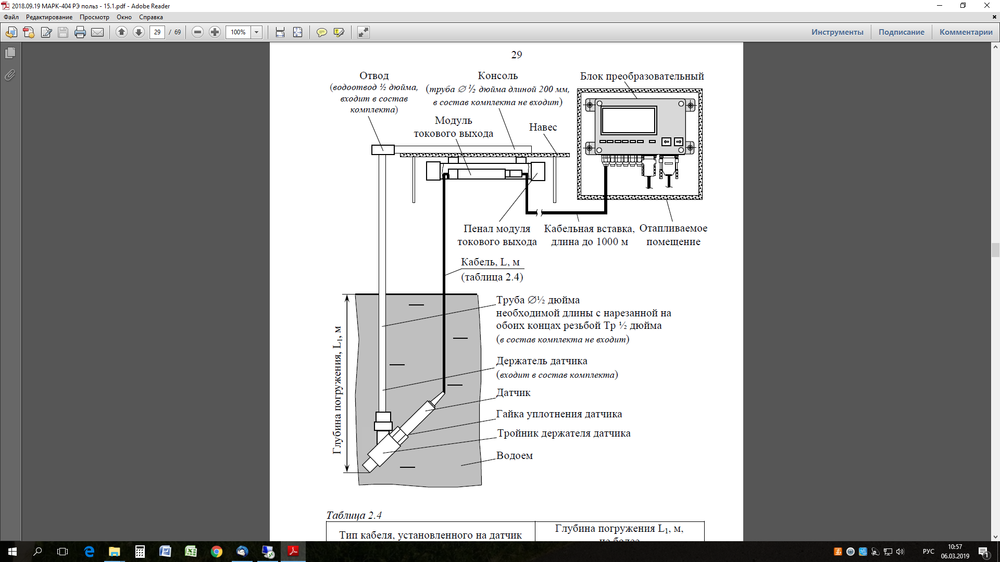 2018.09.19 МАРК-404 РЭ польз - 15.1.pdf - Adobe Reader
Файл Редактирование Просмотр Окно Справка
29 / 69 100% Инструменты Подписание Комментарии
29
Отвод
(водоотвод ½ дюйма,
входит в состав
комплекта)
Консоль
(труба ∅ ½ дюйма длиной 200 мм,
в состав комплекта не входит)
Блок преобразовательный
Модуль
токового выхода
Навес
Пенал модуля
токового выхода
Кабельная вставка,
длина до 1000 м
Отапливаемое
помещение
Кабель, L, м
(таблица 2.4)
Глубина погружения, L₁, м
Труба ∅½ дюйма
необходимой длины с нарезанной на
обоих концах резьбой Тр ½ дюйма
(в состав комплекта не входит)
Держатель датчика
(входит в состав комплекта)
Датчик
Гайка уплотнения датчика
Тройник держателя датчика
Водоем
Таблица 2.4
Тип кабеля, установленного на датчик
Глубина погружения L₁, м,
не более
РУС
10:57
06.03.2019
1